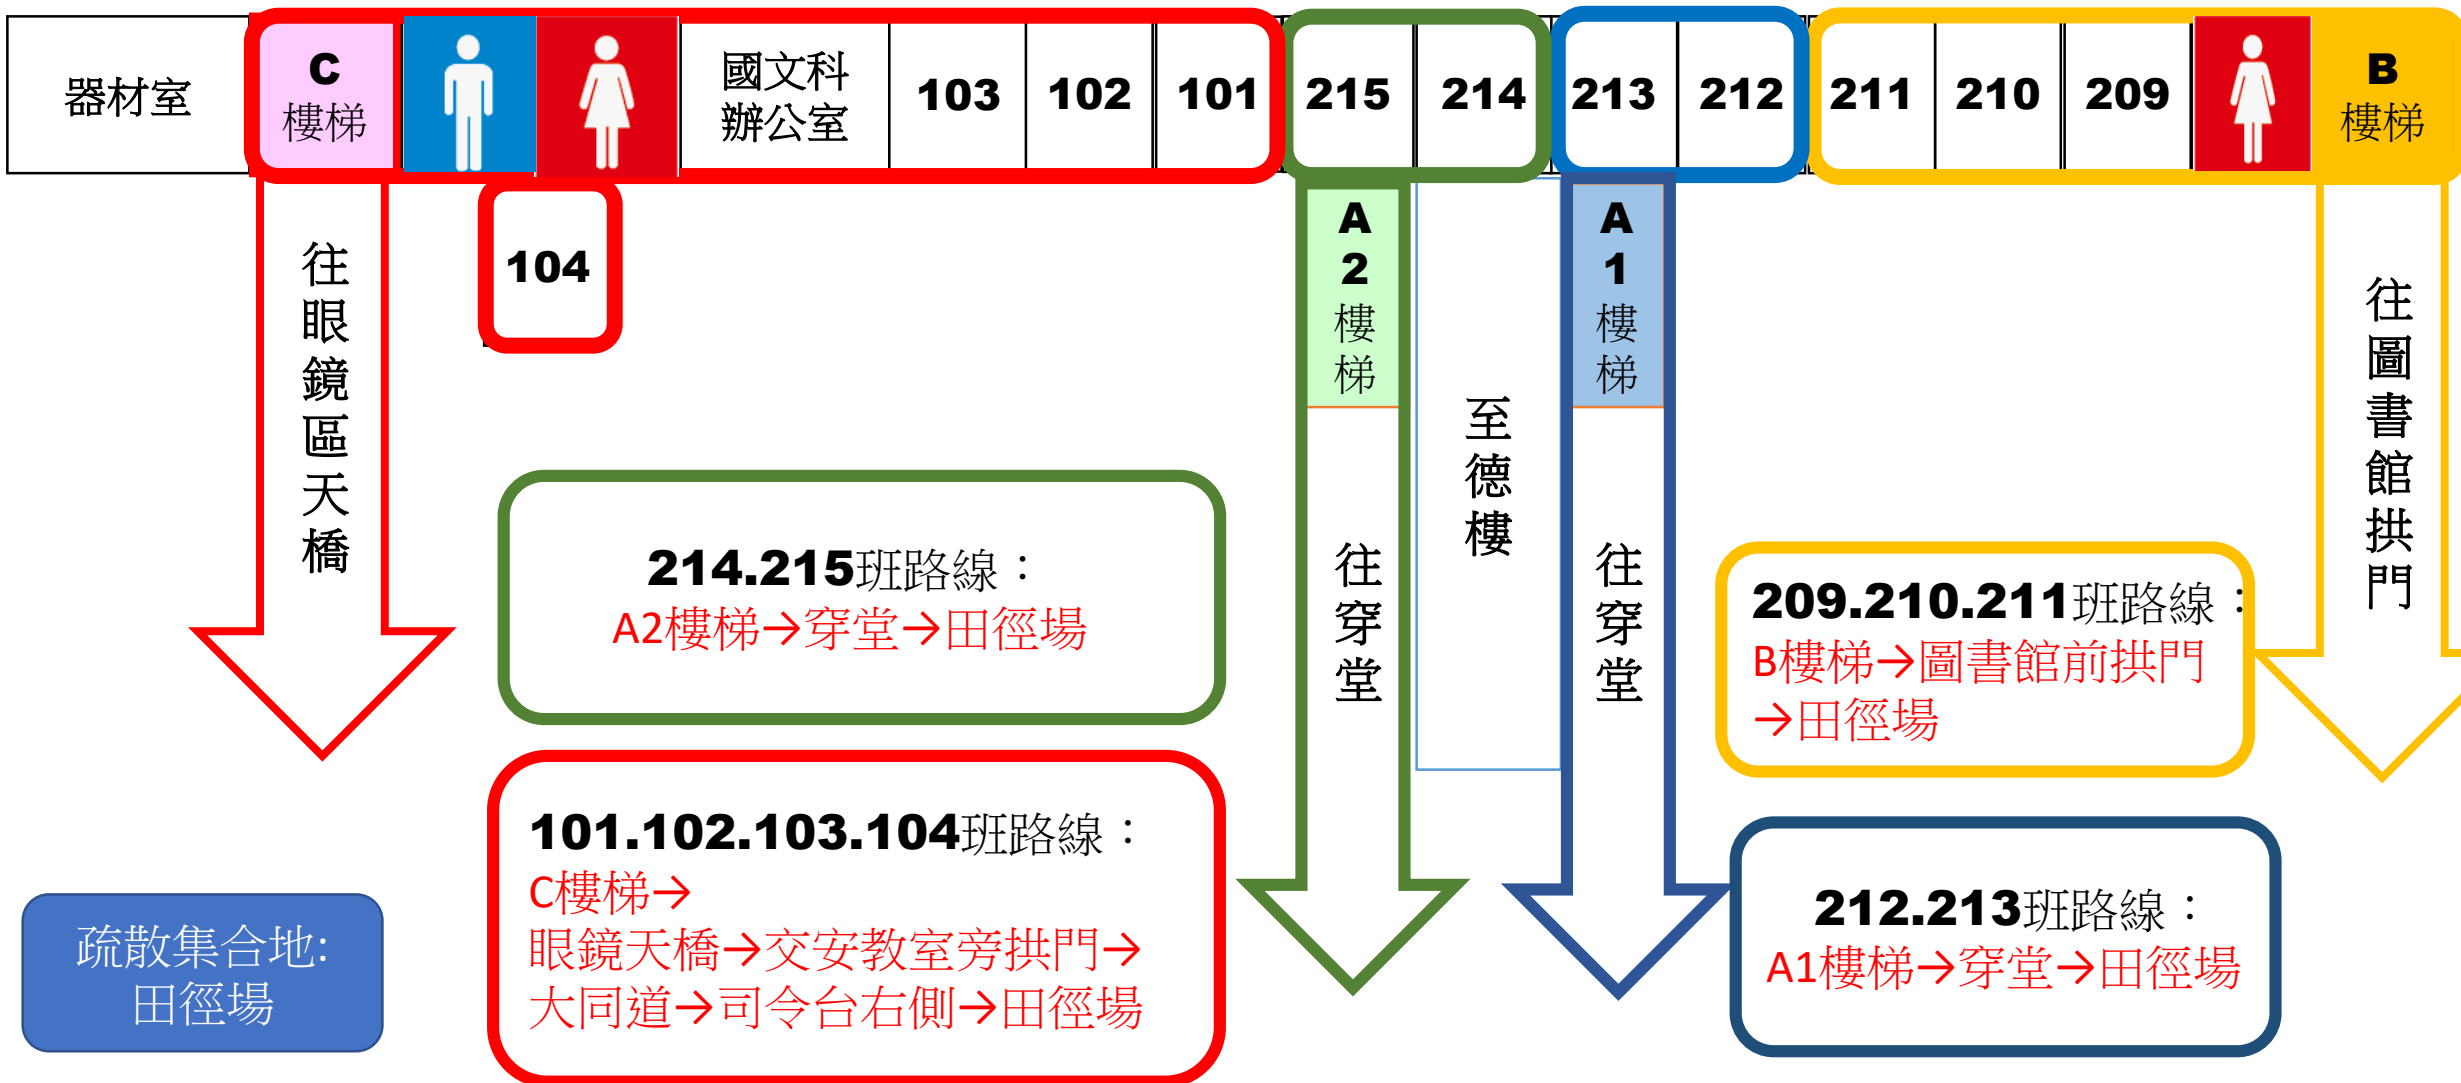 器材室
C
樓梯
國文科
辦公室
103
102
101
215
214
213
212
211
210
209
B
樓梯
104
往眼鏡區天橋
A
2
樓
梯
往穿堂
至德樓
A
1
樓
梯
往穿堂
往圖書館拱門
214.215班路線：
A2樓梯→穿堂→田徑場
209.210.211班路線：
B樓梯→圖書館前拱門
→田徑場
101.102.103.104班路線：
C樓梯→
眼鏡天橋→交安教室旁拱門→
大同道→司令台右側→田徑場
212.213班路線：
A1樓梯→穿堂→田徑場
疏散集合地:
田徑場